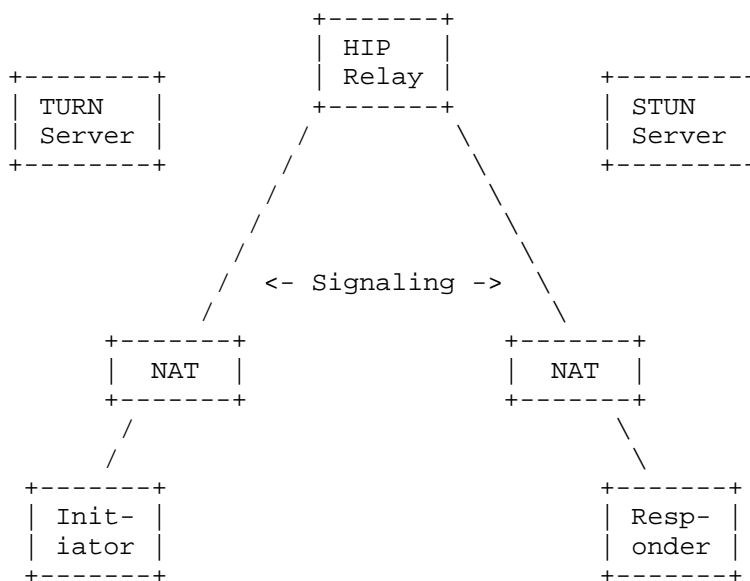 HIP
Relay
TURN
Server
STUN
Server
<- Signaling ->
NAT
NAT
Init-
iator
Resp-
onder